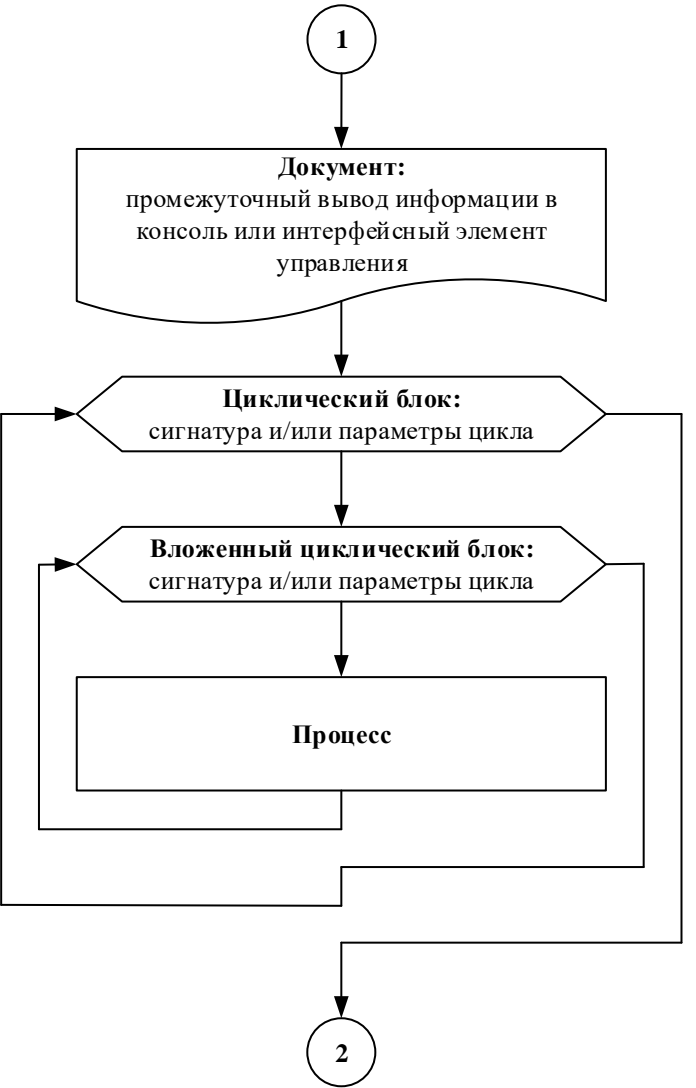 1
Документ:
промежуточный вывод информации в
консоль или интерфейсный элемент
управления
Циклический блок:
сигнатура и/или параметры цикла
Вложенный циклический блок:
сигнатура и/или параметры цикла
Процесс
2